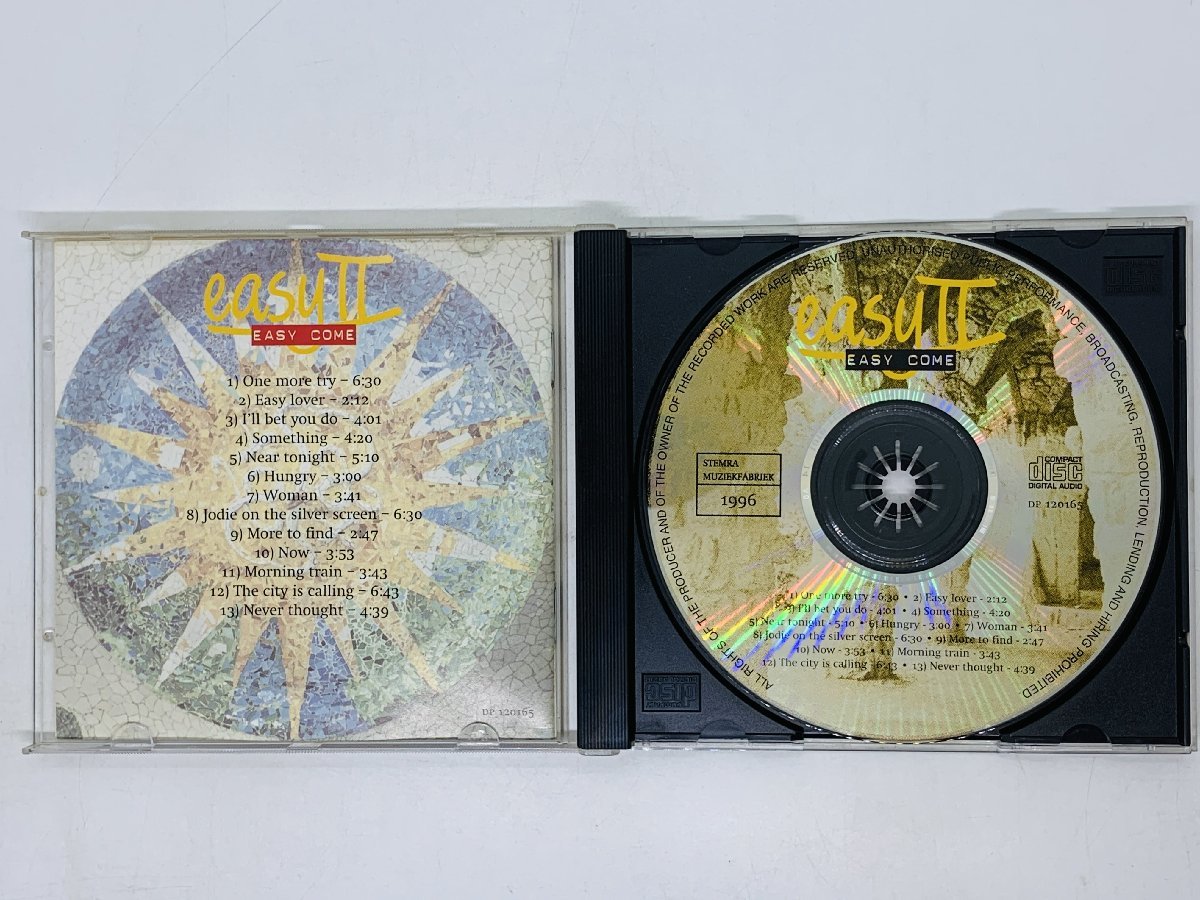 easy II
EASY COME
1) One more try – 6:30
2) Easy lover – 2:12
3) I'll bet you do – 4:01
4) Something – 4:20
5) Near tonight – 5:10
6) Hungry – 3:00
7) Woman – 3:41
8) Jodie on the silver screen – 6:30
9) More to find – 2:47
10) Now – 3:53
11) Morning train – 3:43
12) The city is calling – 6:43
13) Never thought – 4:39
DP 120165
ALL RIGHTS OF THE PRODUCER AND OF THE OWNER OF THE RECORDED WORK ARE RESERVED. UNAUTHORISED PUBLIC PERFORMANCE, BROADCASTING, REPRODUCTION, LENDING AND HIRING PROHIBITED
easy II
EASY COME
STEMRA
MUZIEKFABRIEK
1996
COMPACT
disc
DIGITAL AUDIO
DP 120165
1) One more try - 6:30 • 2) Easy lover - 2:12
3) I'll bet you do - 4:01 • 4) Something - 4:20
5) Near tonight - 5:10 • 6) Hungry - 3:00 • 7) Woman - 3:41
8) Jodie on the silver screen - 6:30 • 9) More to find - 2:47
10) Now - 3:53 • 11) Morning train - 3:43
12) The city is calling - 6:43 • 13) Never thought - 4:39
disc
disc